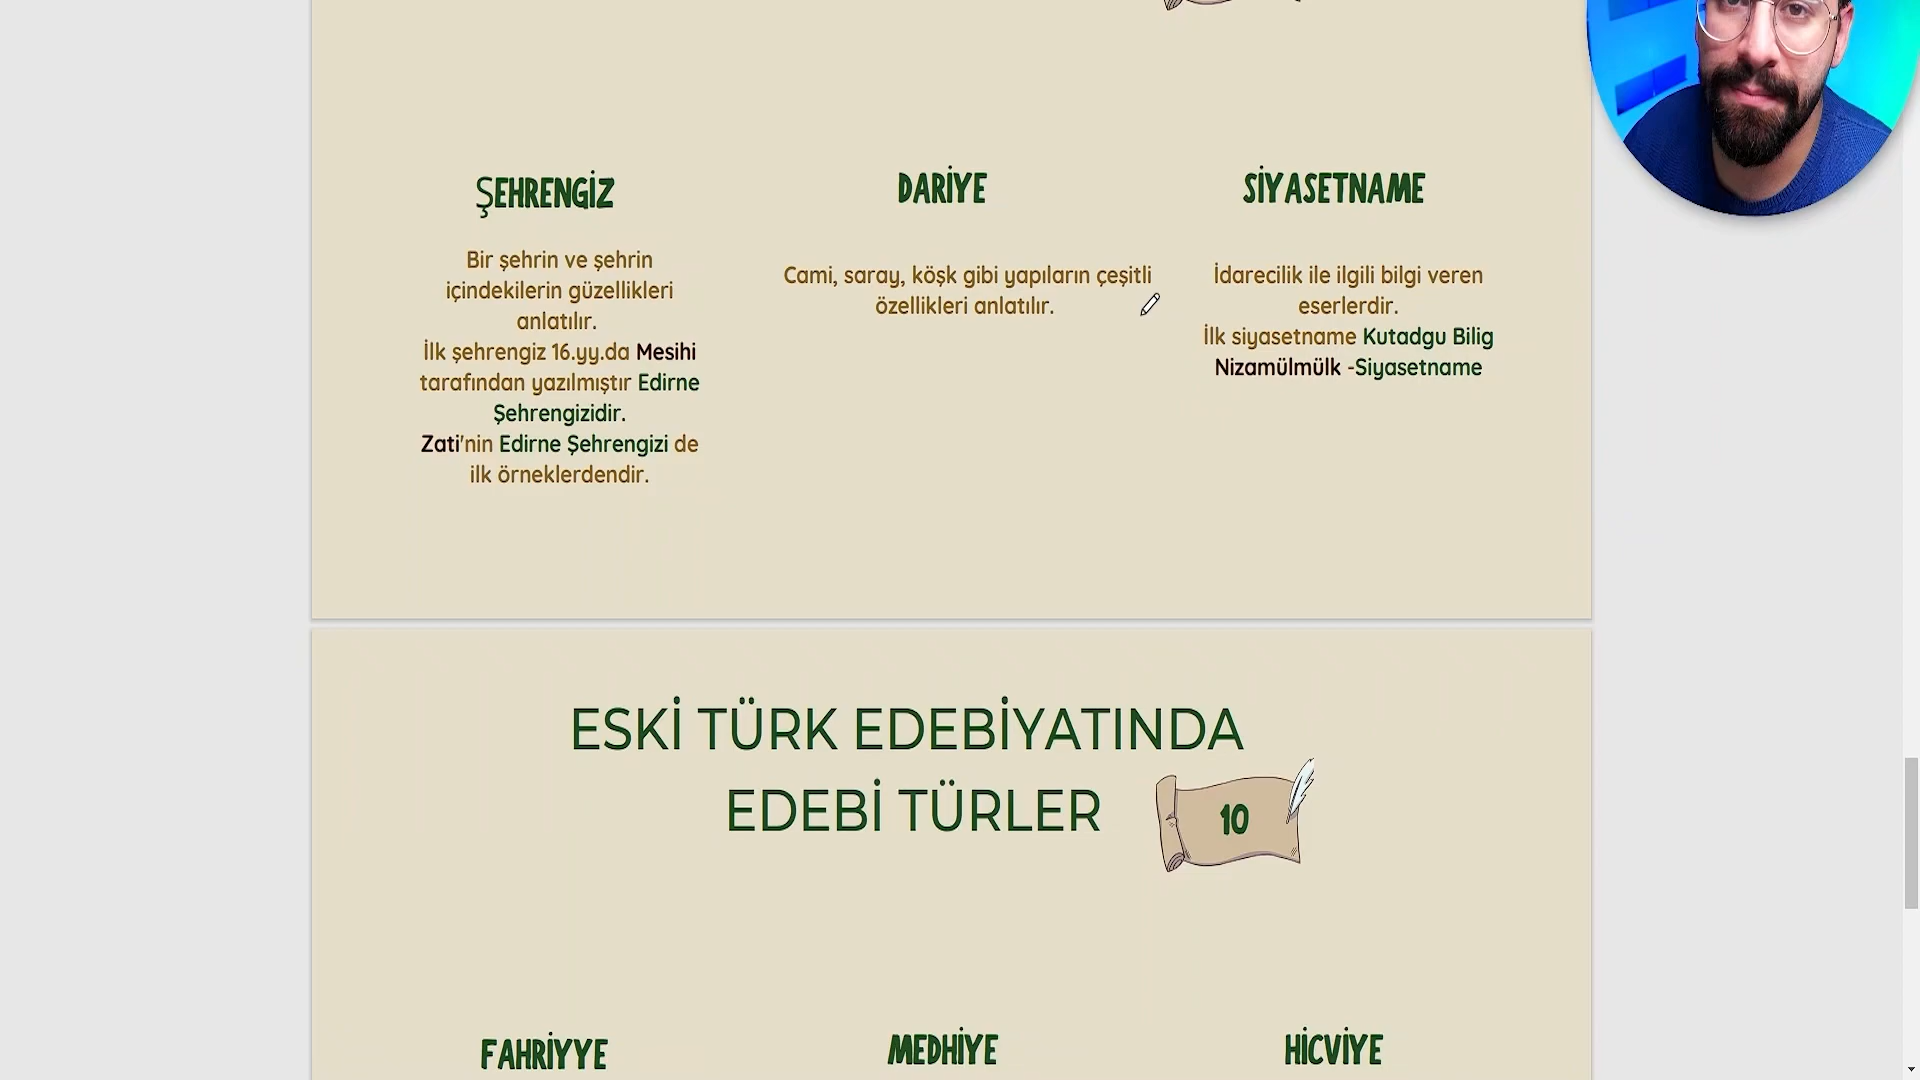 ŞEHRENGİZ
Bir şehrin ve şehrin
içindekilerin güzellikleri
anlatılır.
İlk şehrengiz 16.yy.da Mesihi
tarafından yazılmıştır Edirne
Şehrengizidir.
Zati'nin Edirne Şehrengizi de
ilk örneklerdendir.
DARİYE
Cami, saray, köşk gibi yapıların çeşitli
özellikleri anlatılır.
SİYASETNAME
İdarecilik ile ilgili bilgi veren
eserlerdir.
İlk siyasetname Kutadgu Bilig
Nizamülmülk -Siyasetname
ESKİ TÜRK EDEBİYATINDA
EDEBİ TÜRLER
10
FAHRİYYE
MEDHİYE
HİCVİYE